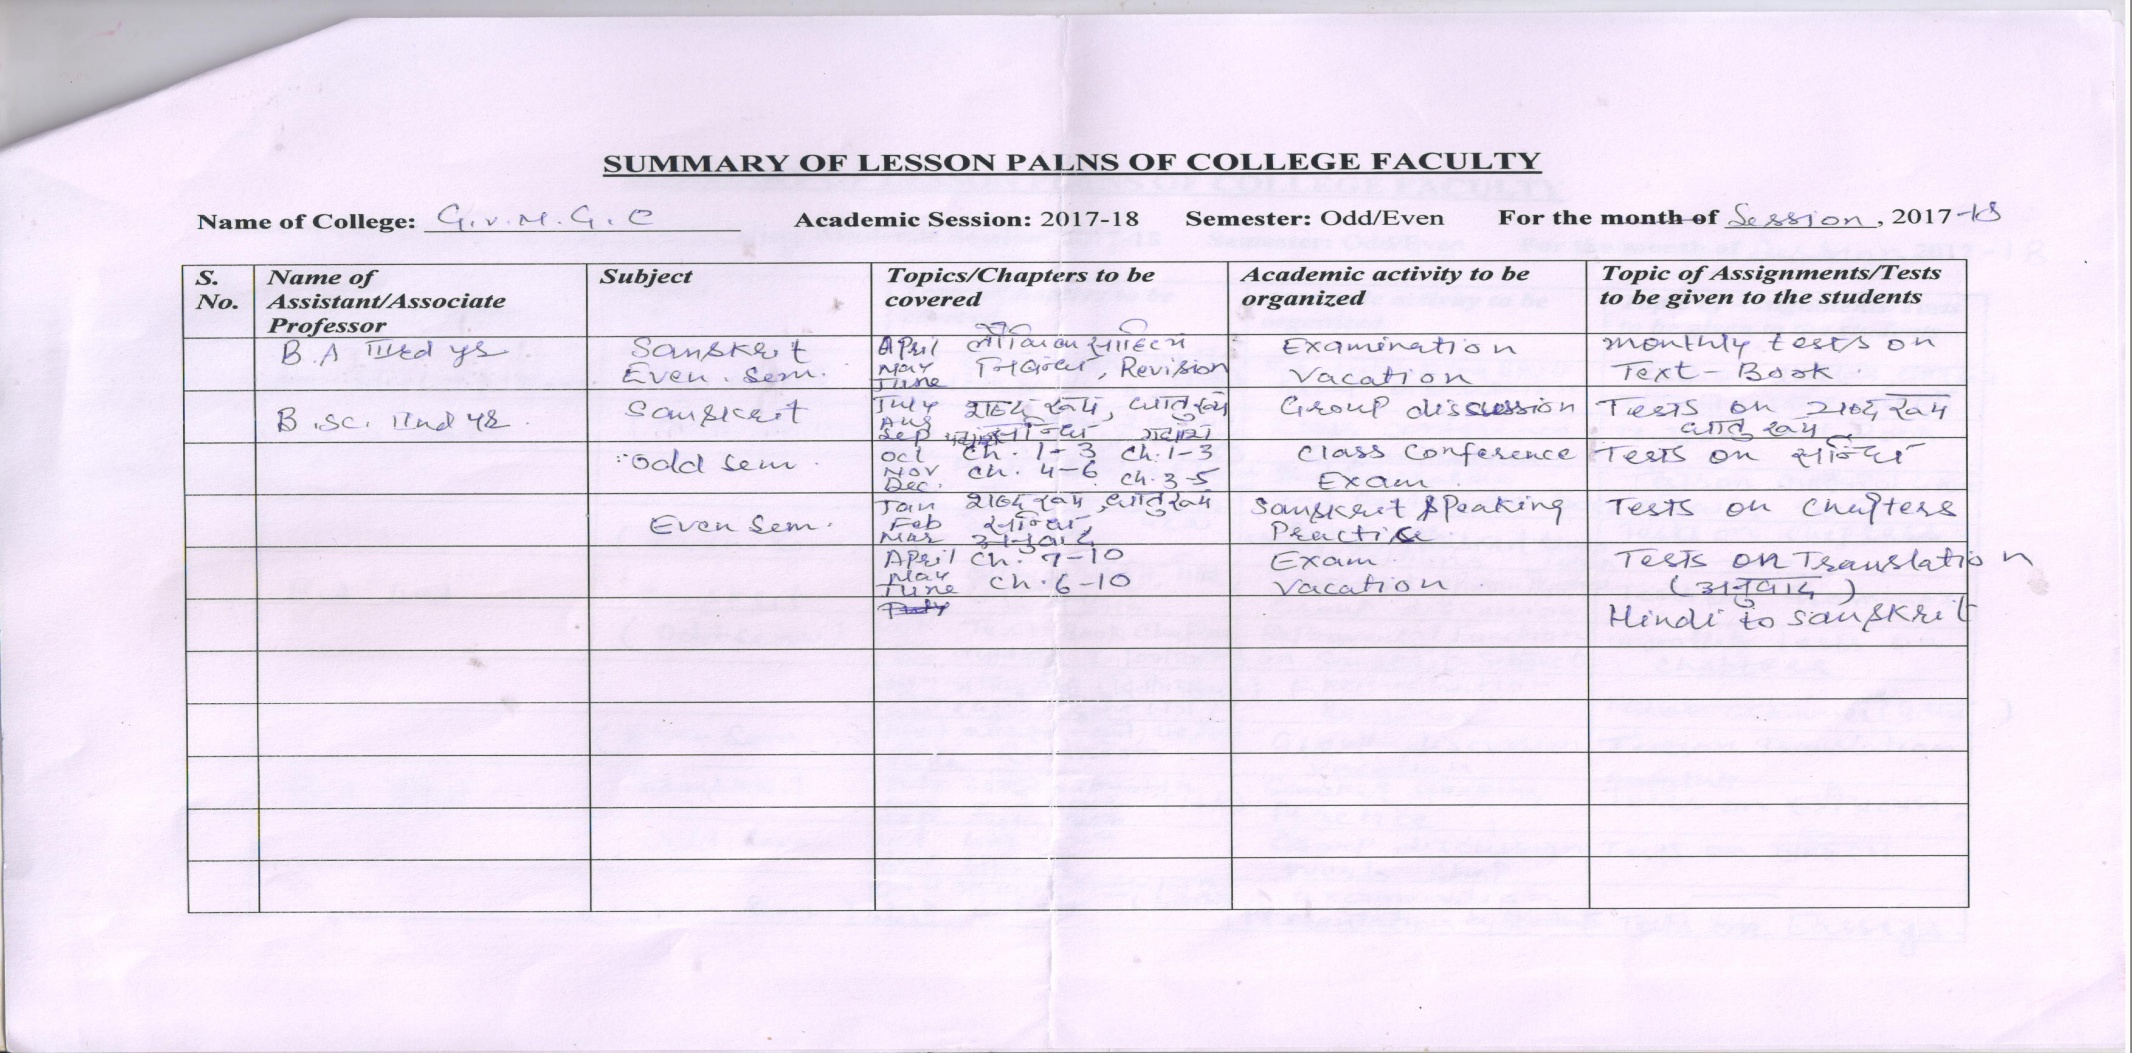 SUMMARY OF LESSON PALNS OF COLLEGE FACULTY
Name of College: G.V.M.G.C Academic Session: 2017-18 Semester: Odd/Even For the month of Session, 2017-18
S. No. Name of Assistant/Associate Professor Subject Topics/Chapters to be covered Academic activity to be organized Topic of Assignments/Tests to be given to the students
B.A IIIrd yr Sanskrit April Examination monthly tests on
Even. Sem. May Revision Vacation Text-Book.
June
B.sc. IInd yr. Sanskrit July शब्द रूप, धातु रूप Group discussion Tests on शब्द रूप
Aug धातु रूप
Sep
Odd Sem. Oct Ch. 1-3 Ch. 1-3 Class Conference Tests on
Nov Ch. 4-6 Ch. 3-5 Exam.
Dec.
Jan शब्द रूप, धातु रूप Sanskrit Speaking Tests on Chapters
Even Sem. Feb Practice
Mar अनुवाद
April Ch. 7-10 Exam. Tests on Translation
May Ch. 6-10 Vacation (अनुवाद)
June
Hindi to Sanskrit